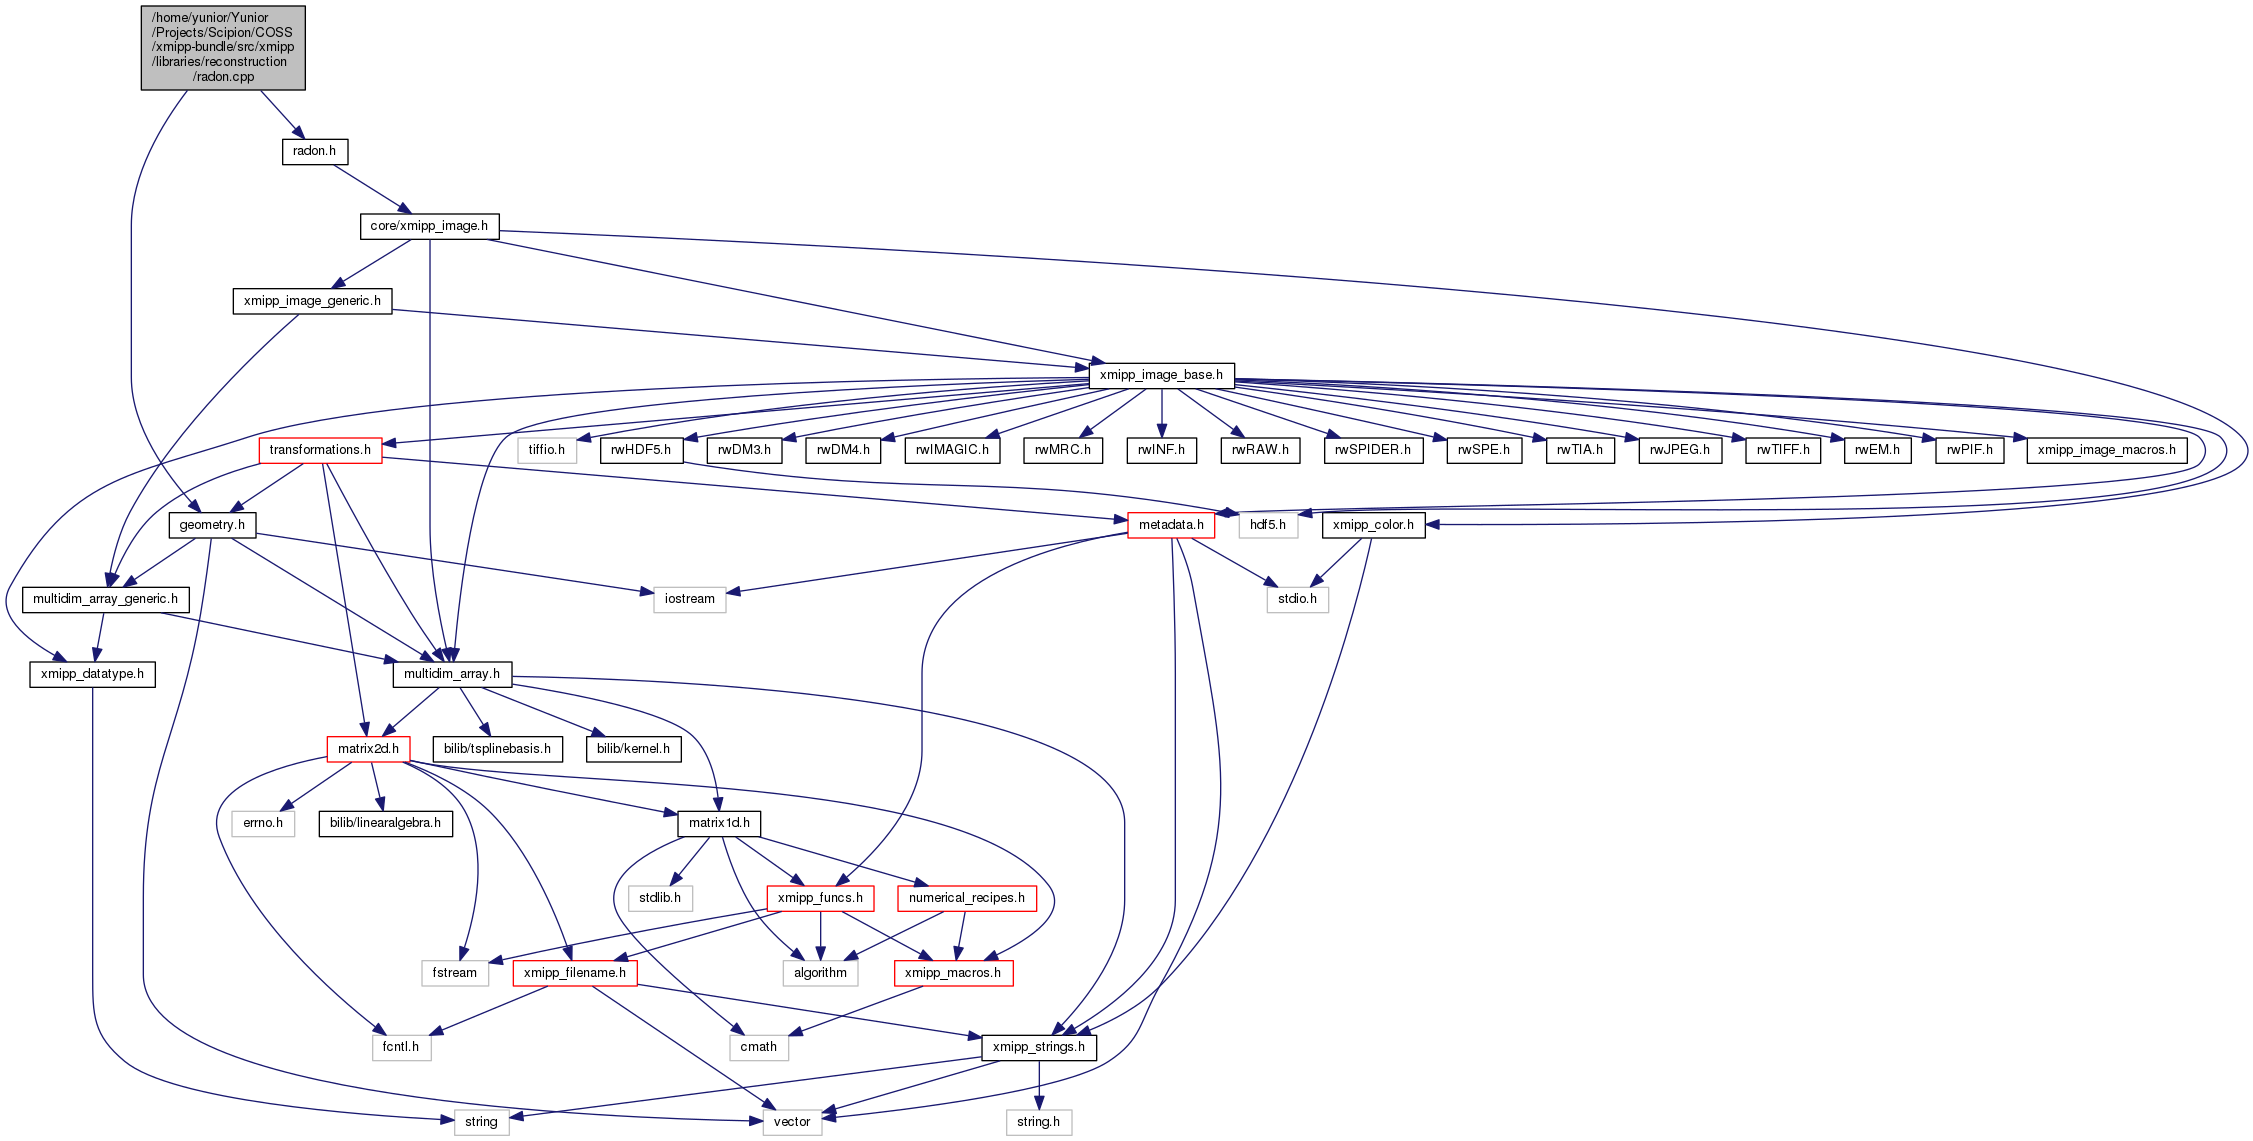 /home/yunior/Yunior
/Projects/Scipion/COSS
/xmipp-bundle/src/xmipp
/libraries/reconstruction
/radon.cpp
radon.h
core/xmipp_image.h
xmipp_image_generic.h
xmipp_image_base.h
transformations.h
tiffio.h
rwHDF5.h
rwDM3.h
rwDM4.h
rwIMAGIC.h
rwMRC.h
rwINF.h
rwRAW.h
rwSPIDER.h
rwSPE.h
rwTIA.h
rwJPEG.h
rwTIFF.h
rwEM.h
rwPIF.h
xmipp_image_macros.h
geometry.h
metadata.h
hdf5.h
xmipp_color.h
multidim_array_generic.h
iostream
stdio.h
xmipp_datatype.h
multidim_array.h
matrix2d.h
bilib/tsplinebasis.h
bilib/kernel.h
errno.h
bilib/linearalgebra.h
matrix1d.h
stdlib.h
xmipp_funcs.h
numerical_recipes.h
fstream
xmipp_filename.h
algorithm
xmipp_macros.h
fcntl.h
cmath
xmipp_strings.h
string
vector
string.h